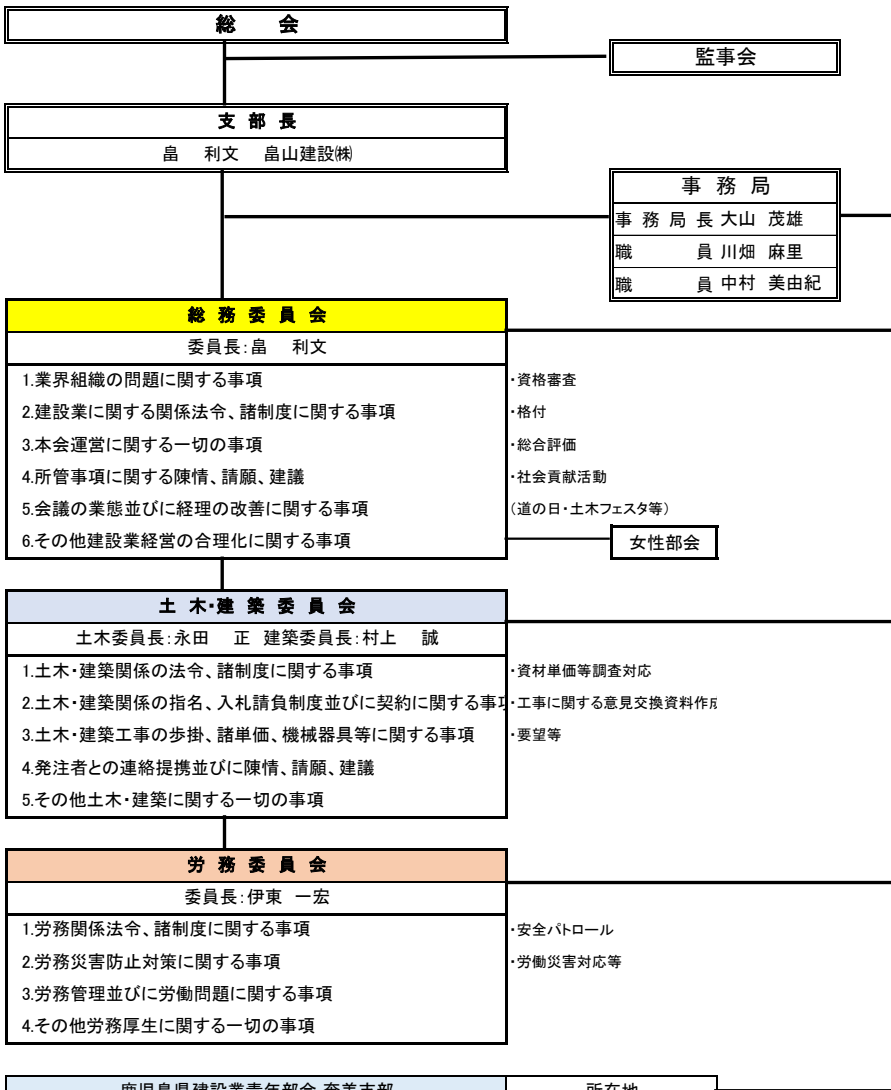 総 会
監事会
支 部 長
畠 利文 畠山建設㈱
事 務 局
事 務 局 長 大山 茂雄
職 員 川畑 麻里
職 員 中村 美由紀
総 務 委 員 会
委員長:畠 利文
1.業界組織の問題に関する事項
・資格審査
2.建設業に関する関係法令、諸制度に関する事項
・格付
3.本会運営に関する一切の事項
・総合評価
4.所管事項に関する陳情、請願、建議
・社会貢献活動
5.会議の業態並びに経理の改善に関する事項
(道の日・土木フェスタ等)
6.その他建設業経営の合理化に関する事項
女性部会
土 木・建 築 委 員 会
土木委員長:永田 正 建築委員長:村上 誠
1.土木・建築関係の法令、諸制度に関する事項
・資材単価等調査対応
2.土木・建築関係の指名、入札請負制度並びに契約に関する事
・工事に関する意見交換資料作成
3.土木・建築工事の歩掛、諸単価、機械器具等に関する事項
・要望等
4.発注者との連絡提携並びに陳情、請願、建議
5.その他土木・建築に関する一切の事項
労 務 委 員 会
委員長:伊東 一宏
1.労務関係法令、諸制度に関する事項
・安全パトロール
2.労務災害防止対策に関する事項
・労働災害対応等
3.労務管理並びに労働問題に関する事項
4.その他労務厚生に関する一切の事項
鹿児島県建設業青年部会 奄美支部
所在地